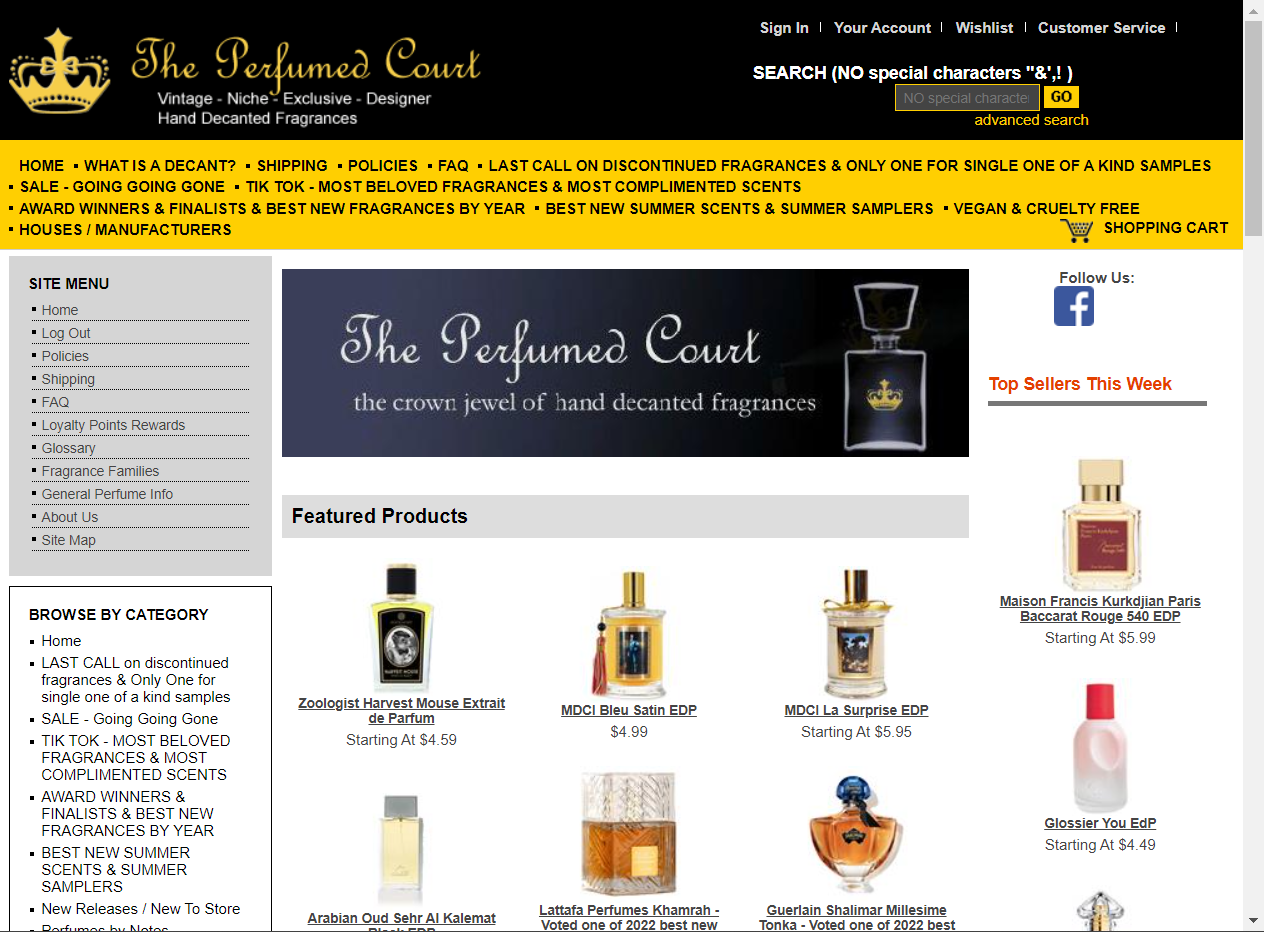 The Perfumed Court
Vintage - Niche - Exclusive - Designer
Hand Decanted Fragrances
Sign In
Your Account
Wishlist
Customer Service
SEARCH (NO special characters "&',! )
NO special characte
GO
advanced search
HOME ▪ WHAT IS A DECANT? ▪ SHIPPING ▪ POLICIES ▪ FAQ ▪ LAST CALL ON DISCONTINUED FRAGRANCES & ONLY ONE FOR SINGLE ONE OF A KIND SAMPLES
▪ SALE - GOING GOING GONE ▪ TIK TOK - MOST BELOVED FRAGRANCES & MOST COMPLIMENTED SCENTS
▪ AWARD WINNERS & FINALISTS & BEST NEW FRAGRANCES BY YEAR ▪ BEST NEW SUMMER SCENTS & SUMMER SAMPLERS ▪ VEGAN & CRUELTY FREE
▪ HOUSES / MANUFACTURERS
SHOPPING CART
SITE MENU
Home
Log Out
Policies
Shipping
FAQ
Loyalty Points Rewards
Glossary
Fragrance Families
General Perfume Info
About Us
Site Map
BROWSE BY CATEGORY
Home
LAST CALL on discontinued
fragrances & Only One for
single one of a kind samples
SALE - Going Going Gone
TIK TOK - MOST BELOVED
FRAGRANCES & MOST
COMPLIMENTED SCENTS
AWARD WINNERS &
FINALISTS & BEST NEW
FRAGRANCES BY YEAR
BEST NEW SUMMER
SCENTS & SUMMER
SAMPLERS
New Releases / New To Store
Perfumes by Notes
The Perfumed Court
the crown jewel of hand decanted fragrances
Featured Products
Zoologist Harvest Mouse Extrait
de Parfum
Starting At $4.59
MDCI Bleu Satin EDP
$4.99
MDCI La Surprise EDP
Starting At $5.95
Arabian Oud Sehr Al Kalemat
Black EDP
Lattafa Perfumes Khamrah -
Voted one of 2022 best new
Guerlain Shalimar Millesime
Tonka - Voted one of 2022 best
Follow Us:
Top Sellers This Week
Maison Francis Kurkdjian Paris
Baccarat Rouge 540 EDP
Starting At $5.99
Glossier You EdP
Starting At $4.49